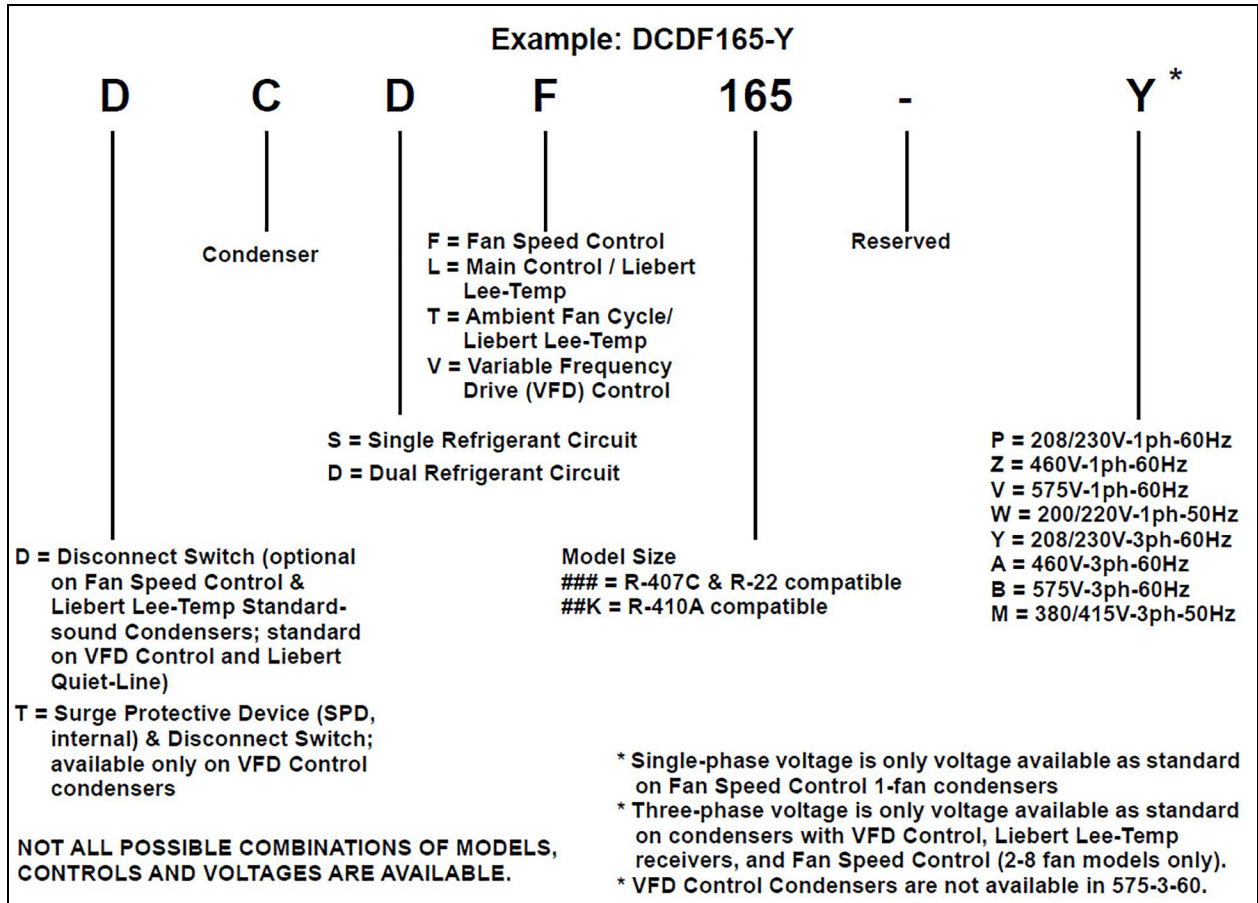 Example: DCDF165-Y
D C D F 165 - Y *
Condenser
F = Fan Speed Control
L = Main Control / Liebert
Lee-Temp
T = Ambient Fan Cycle/
Liebert Lee-Temp
V = Variable Frequency
Drive (VFD) Control
Reserved
S = Single Refrigerant Circuit
D = Dual Refrigerant Circuit
P = 208/230V-1ph-60Hz
Z = 460V-1ph-60Hz
V = 575V-1ph-60Hz
W = 200/220V-1ph-50Hz
Y = 208/230V-3ph-60Hz
A = 460V-3ph-60Hz
B = 575V-3ph-60Hz
M = 380/415V-3ph-50Hz
D = Disconnect Switch (optional
on Fan Speed Control &
Liebert Lee-Temp Standard-
sound Condensers; standard
on VFD Control and Liebert
Quiet-Line)
T = Surge Protective Device (SPD,
internal) & Disconnect Switch;
available only on VFD Control
condensers
Model Size
### = R-407C & R-22 compatible
##K = R-410A compatible
NOT ALL POSSIBLE COMBINATIONS OF MODELS,
CONTROLS AND VOLTAGES ARE AVAILABLE.
* Single-phase voltage is only voltage available as standard
on Fan Speed Control 1-fan condensers
* Three-phase voltage is only voltage available as standard
on condensers with VFD Control, Liebert Lee-Temp
receivers, and Fan Speed Control (2-8 fan models only).
* VFD Control Condensers are not available in 575-3-60.